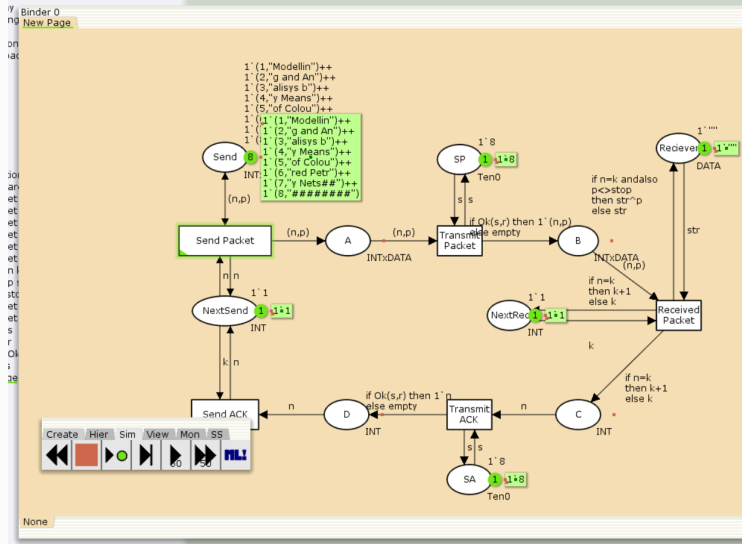 Binder 0
New Page
1`(1,"Modellin")++
1`(2,"g and An")++
1`(3,"alisys b")++
1`(4,"y Means")++
1`(5,"of Colou")++
1`(1,"Modellin")++
1`(2,"g and An")++
1`(3,"alisys b")++
1`(4,"y Means")++
1`(5,"of Colou")++
1`(6,"red Petr")++
1`(7,"y Nets##")++
1`(8,"########")
Send
8
(n,p)
Send Packet
(n,p)
A
INTxDATA
(n,p)
1`8
SP
1
1`8
Ten0
s
s
if Ok(s,r) then 1`(n,p)
else empty
Transmit
Packet
B
INTxDATA
(n,p)
1`""
Reciever
1
1`""
DATA
if n=k andalso
p<>stop
then str^p
else str
str
n
n
1`1
NextSend
1
1`1
INT
1`1
NextRec
1
1`1
INT
if n=k
then k+1
else k
k
Received
Packet
k
n
if n=k
then k+1
else k
Send ACK
n
D
INT
if Ok(s,r) then 1`n
else empty
Transmit
ACK
n
C
INT
s
s
1`8
SA
1
1`8
Ten0
Create
Hier
Sim
View
Mon
SS
50
ML!
None